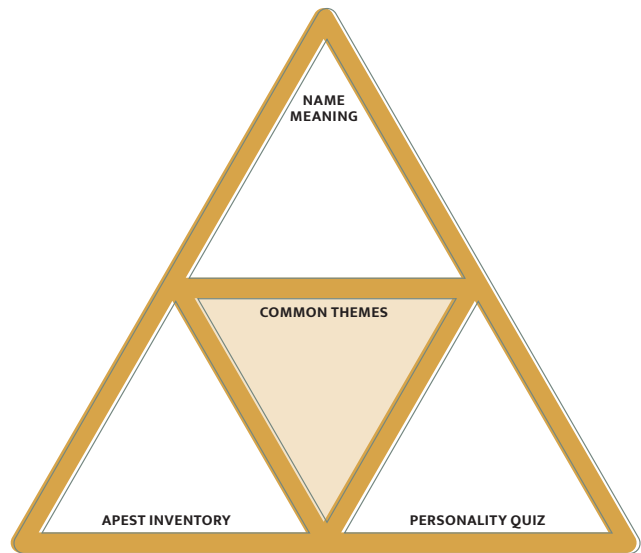 NAME
MEANING
COMMON THEMES
APEST INVENTORY
PERSONALITY QUIZ